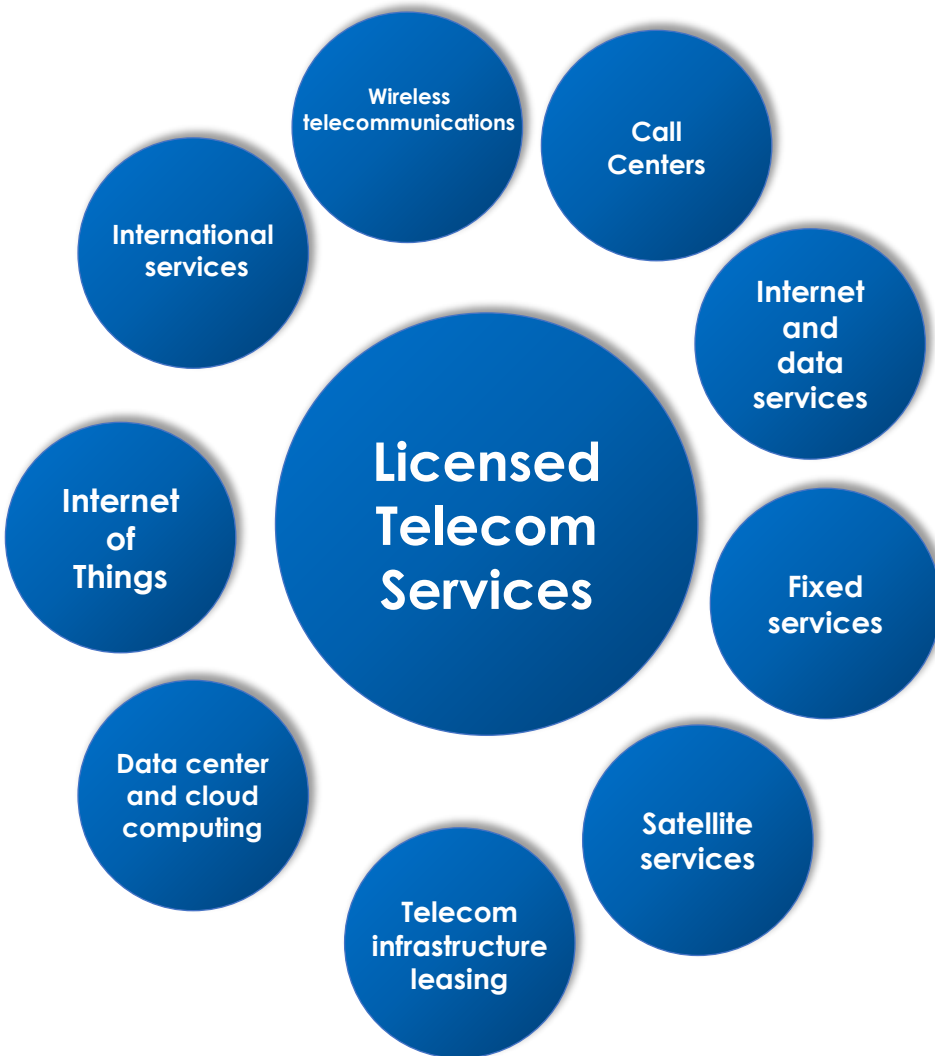 Wireless
telecommunications
Call
Centers
International
services
Internet
and
data
services
Licensed
Telecom
Services
Internet
of
Things
Fixed
services
Data center
and cloud
computing
Satellite
services
Telecom
infrastructure
leasing